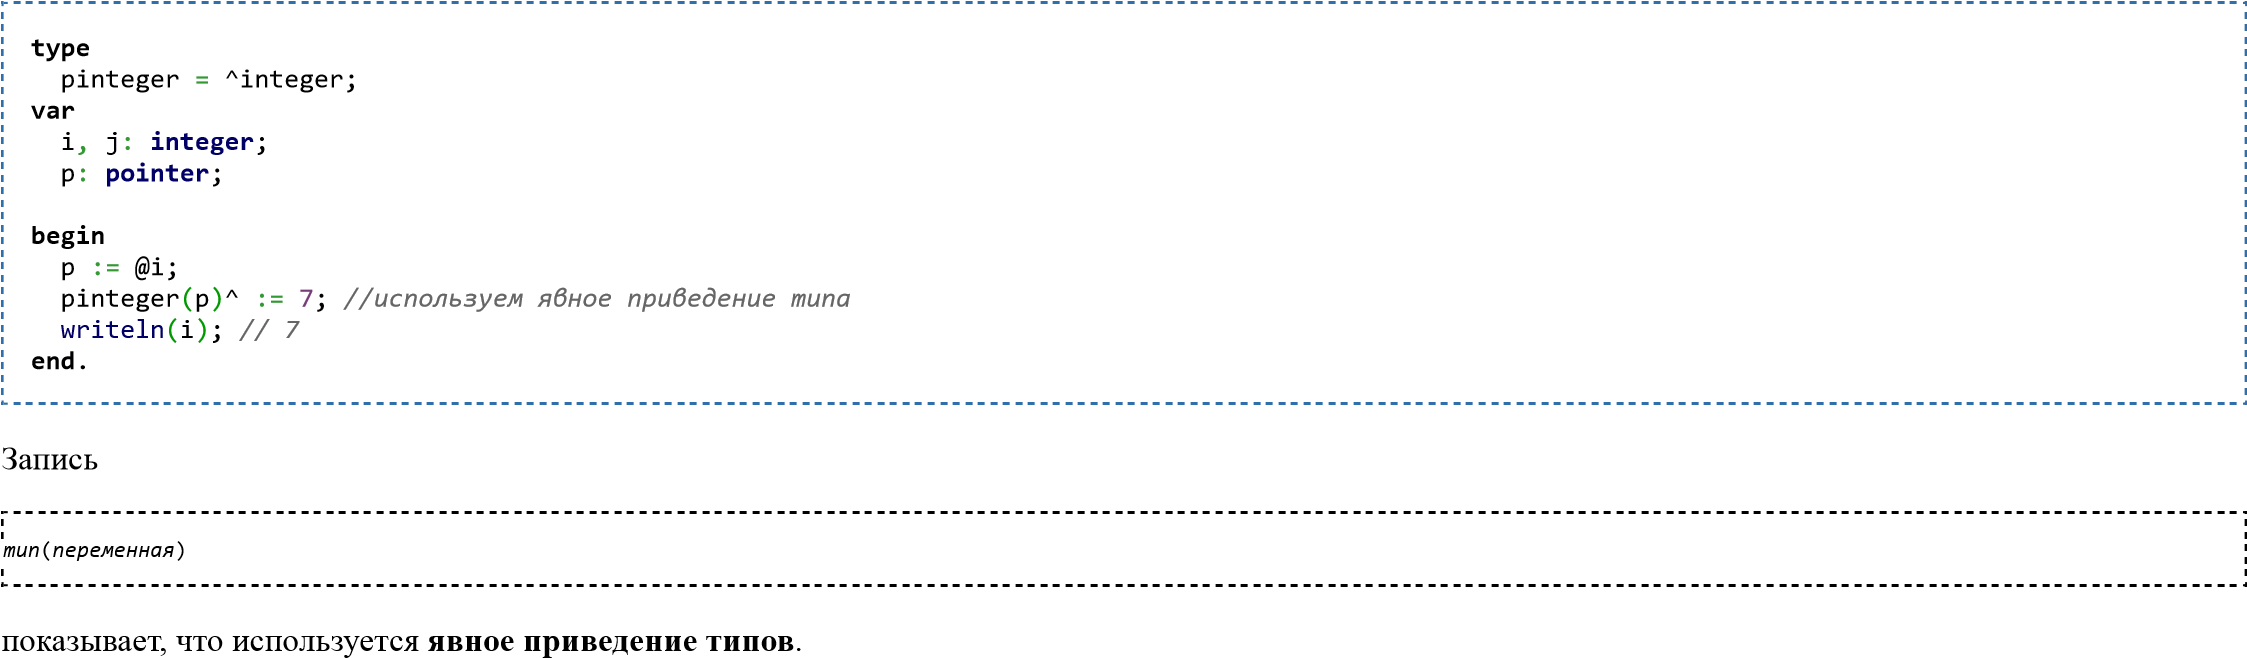 type
pinteger = ^integer;
var
i, j: integer;
p: pointer;
begin
p := @i;
pinteger(p)^ := 7; //используем явное приведение типа
writeln(i); // 7
end.
Запись
тип(переменная)
показывает, что используется явное приведение типов.